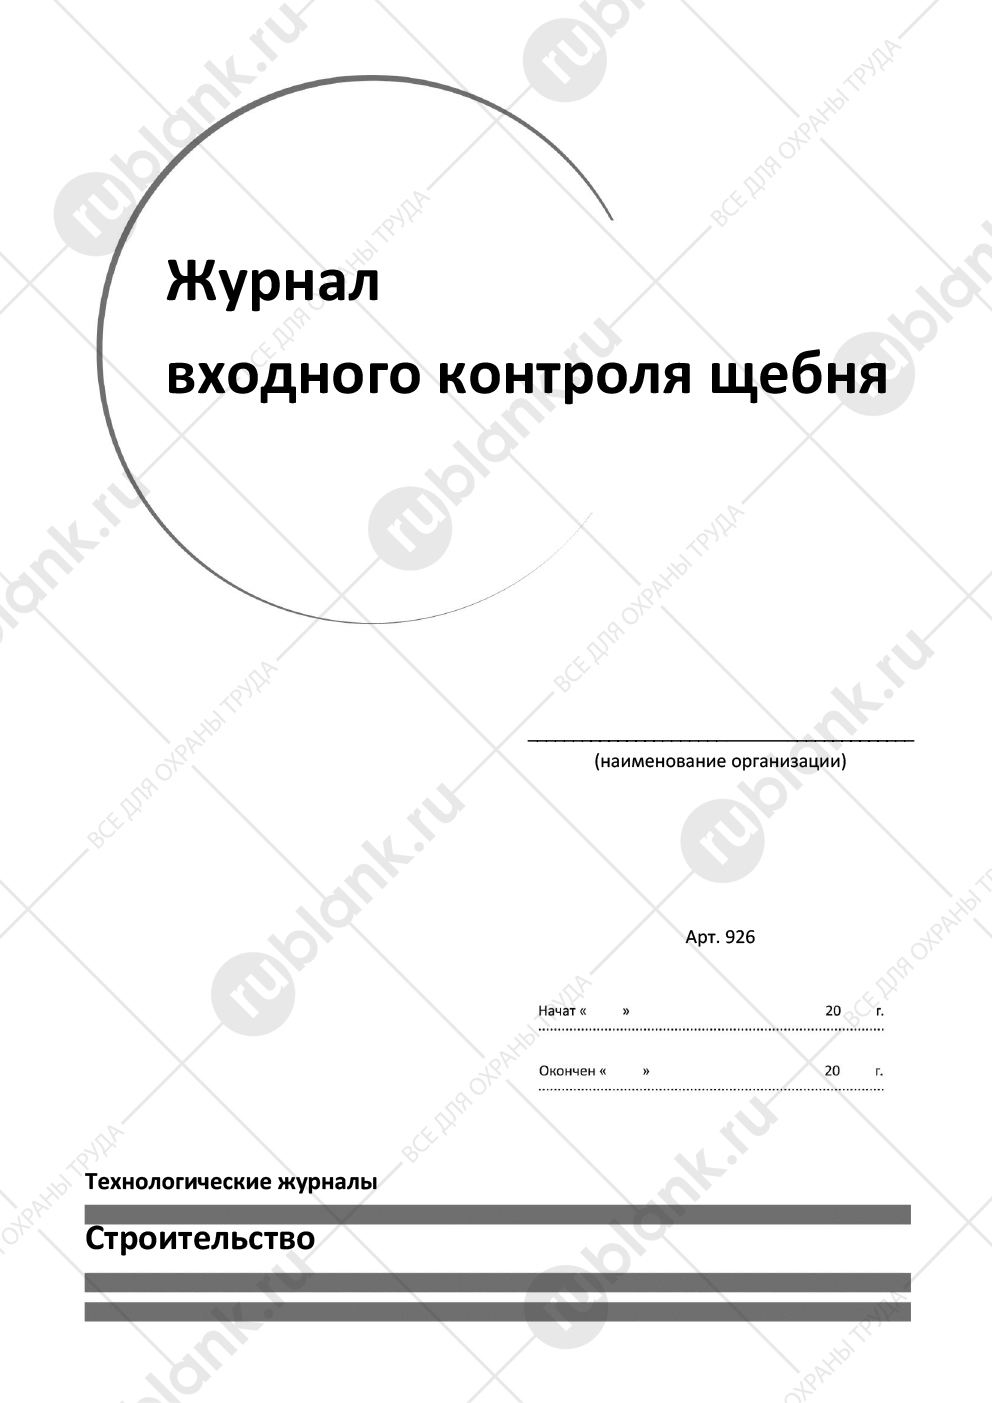 Журнал
входного контроля щебня
(наименование организации)
Арт. 926
Начат « » 20 г.
Окончен « » 20 г.
Технологические журналы
Строительство
rublank.ru
ВСЕ ДЛЯ ОХРАНЫ ТРУДА